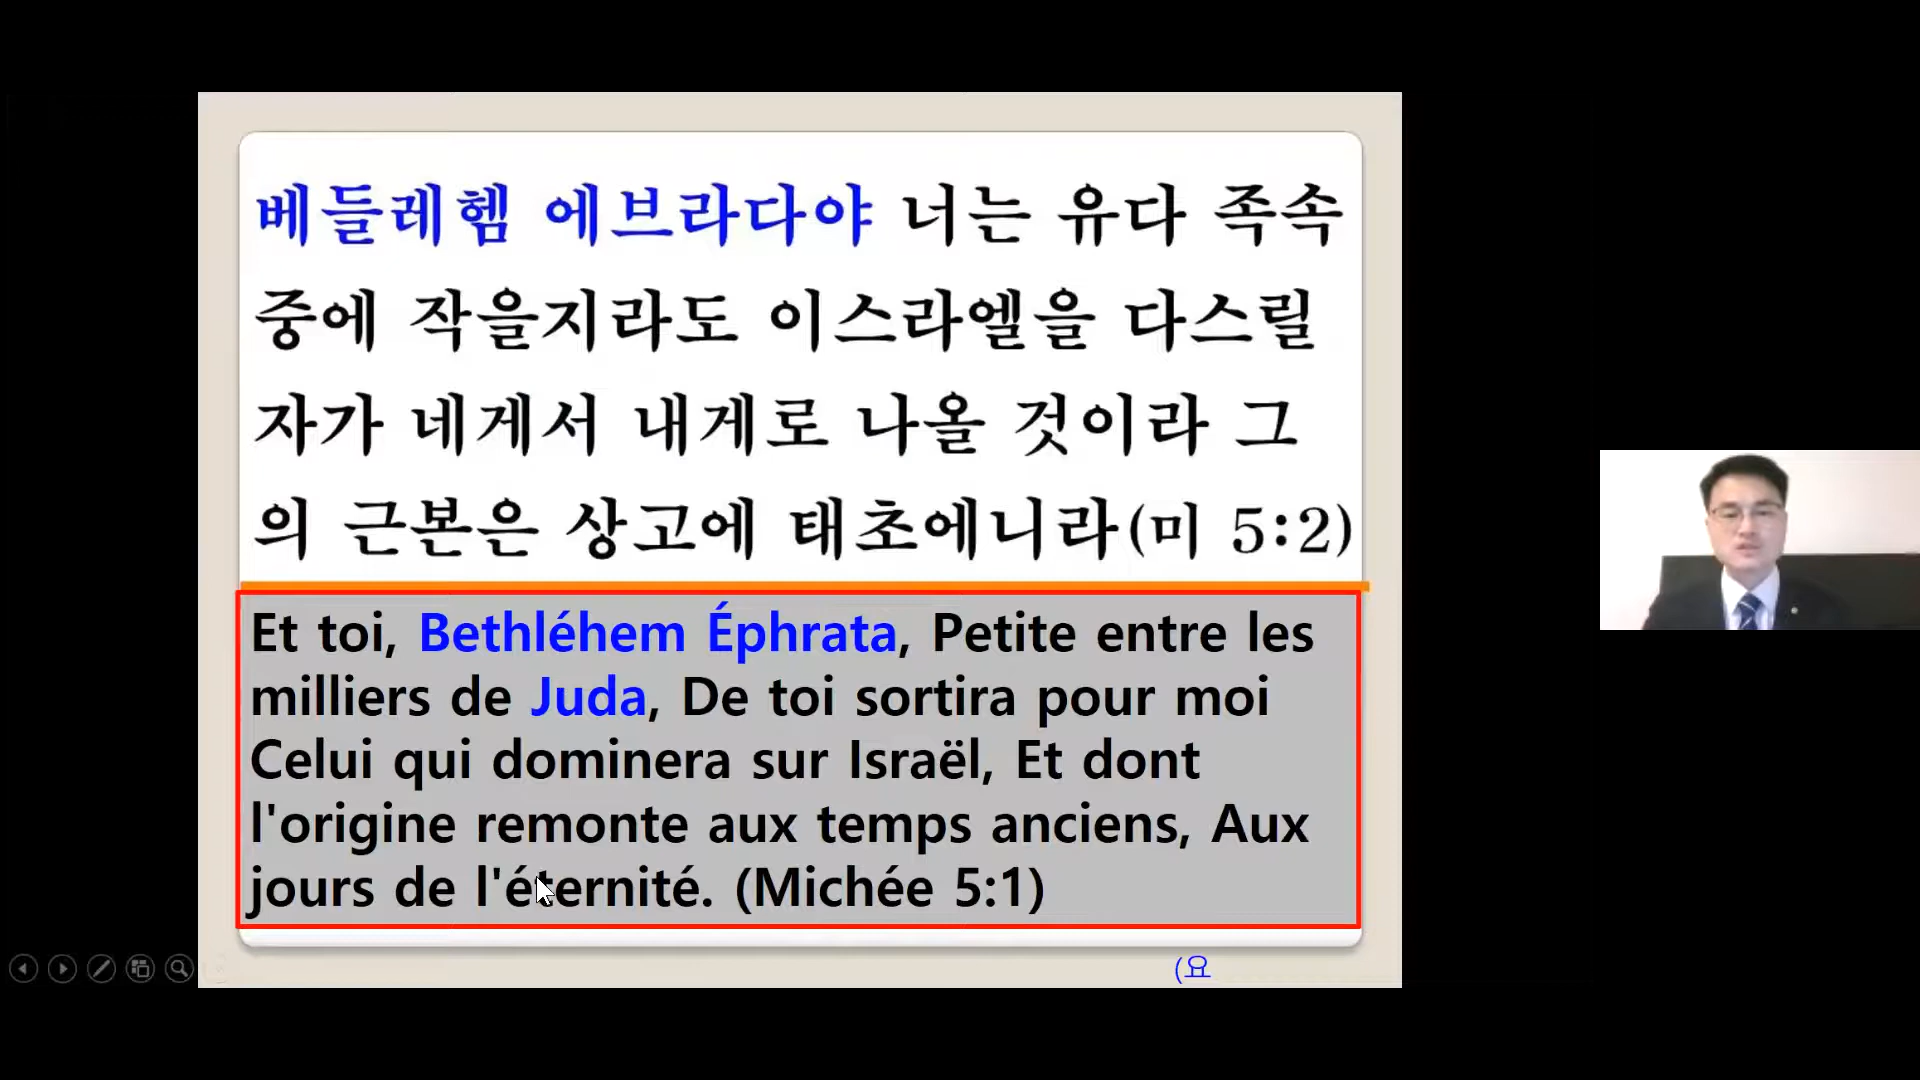 베들레헴 에브라다야 너는 유다 족속
중에 작을지라도 이스라엘을 다스릴
자가 네게서 내게로 나올 것이라 그
의 근본은 상고에 태초에니라(미 5:2)
Et toi, Bethléhem Éphrata, Petite entre les
milliers de Juda, De toi sortira pour moi
Celui qui dominera sur Israël, Et dont
l'origine remonte aux temps anciens, Aux
jours de l'éternité. (Michée 5:1)
(요